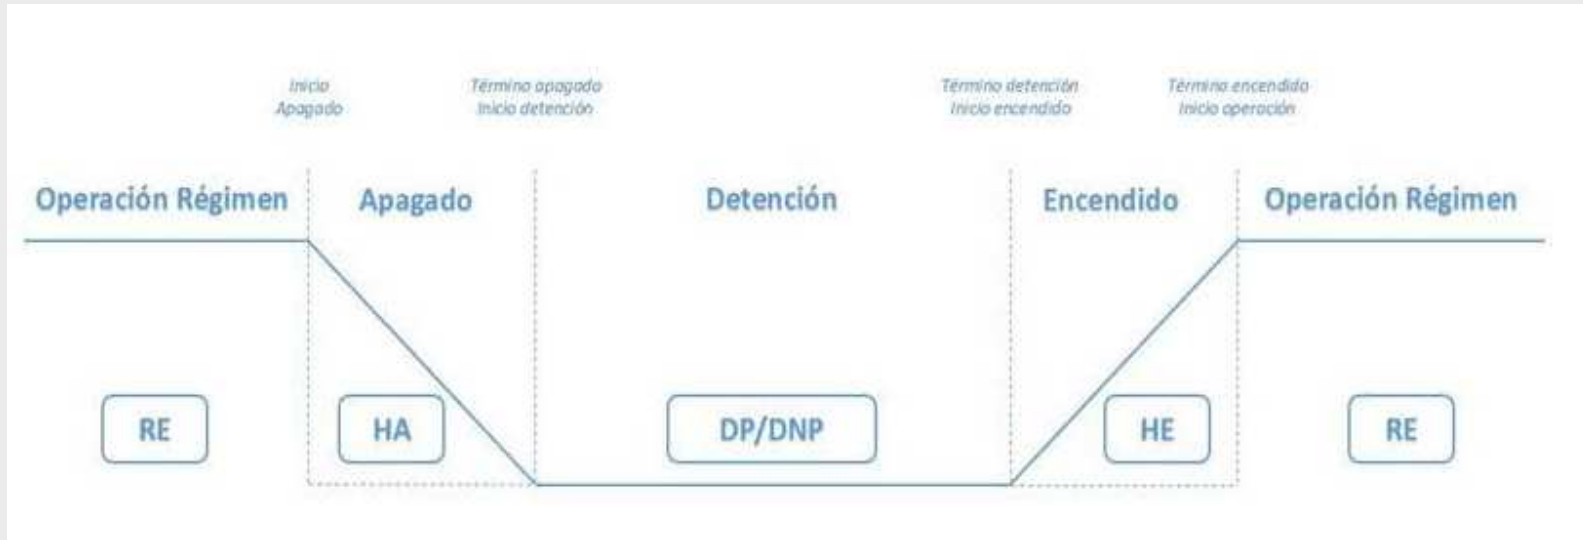 Inicio
Apagado
Término apagado
Inicio detención
Término detención
Inicio encendido
Término encendido
Inicio operación
Operación Régimen
Apagado
Detención
Encendido
Operación Régimen
RE
HA
DP/DNP
HE
RE